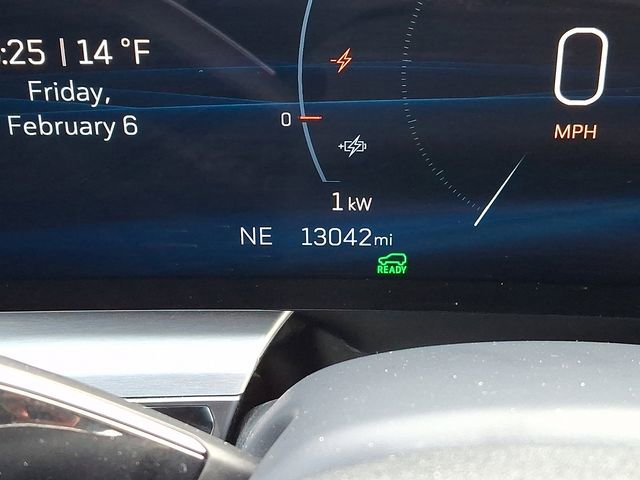 :25 | 14 °F
Friday,
February 6
0
MPH
0
1 kW
NE 13042 mi
READY